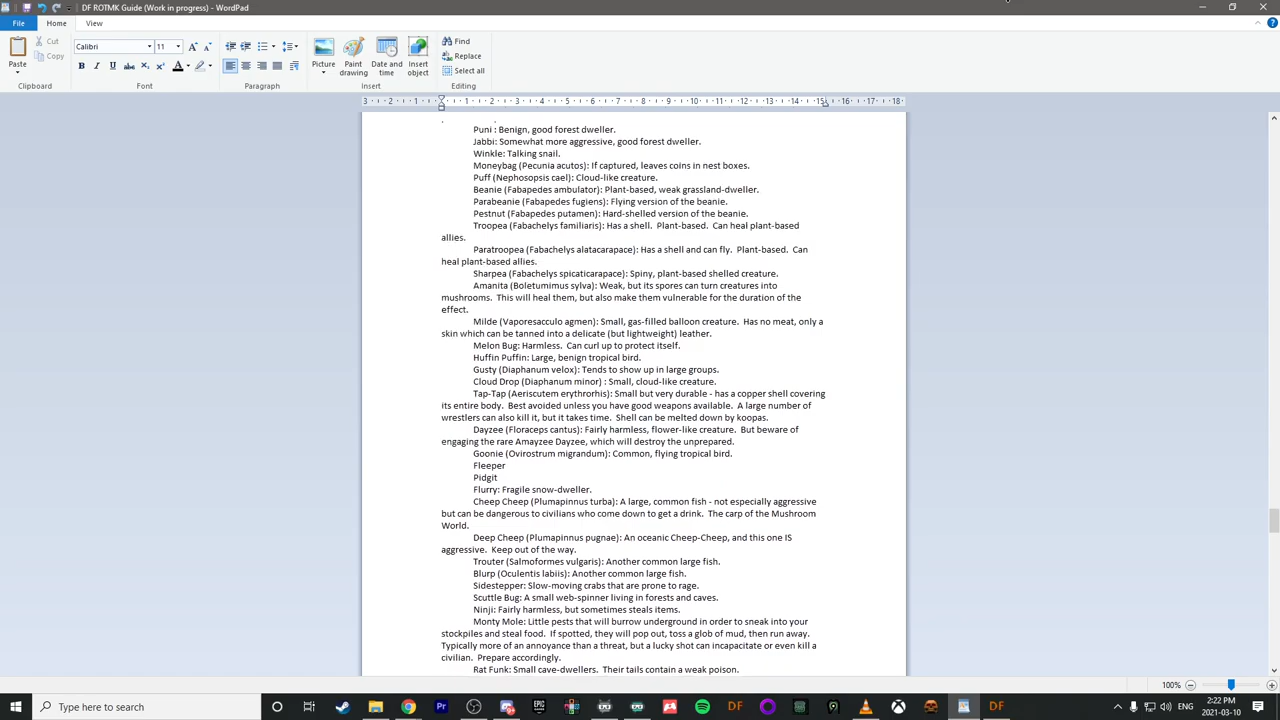 DF ROTMK Guide (Work in progress) - WordPad
File
Home
View
Paste
Cut
Copy
Calibri
11
Picture
Paint drawing
Date and time
Insert object
Find
Replace
Select all
Clipboard
Font
Paragraph
Insert
Editing
3 2 1 1 2 3 4 5 6 7 8 9 10 11 12 13 14 15 16 17 18
Puni : Benign, good forest dweller.
Jabbi: Somewhat more aggressive, good forest dweller.
Winkle: Talking snail.
Moneybag (Pecunia acutos): If captured, leaves coins in nest boxes.
Puff (Nephosopsis cael): Cloud-like creature.
Beanie (Fabapedes ambulator): Plant-based, weak grassland-dweller.
Parabeanie (Fabapedes fugiens): Flying version of the beanie.
Pestnut (Fabapedes putamen): Hard-shelled version of the beanie.
Troopea (Fabachelys familiaris): Has a shell.  Plant-based.  Can heal plant-based
allies.
Paratroopea (Fabachelys alatacarapace): Has a shell and can fly.  Plant-based.  Can
heal plant-based allies.
Sharpea (Fabachelys spicaticarapace): Spiny, plant-based shelled creature.
Amanita (Boletumimus sylva): Weak, but its spores can turn creatures into
mushrooms.  This will heal them, but also make them vulnerable for the duration of the
effect.
Milde (Vaporesacculo agmen): Small, gas-filled balloon creature.  Has no meat, only a
skin which can be tanned into a delicate (but lightweight) leather.
Melon Bug: Harmless.  Can curl up to protect itself.
Huffin Puffin: Large, benign tropical bird.
Gusty (Diaphanum velox): Tends to show up in large groups.
Cloud Drop (Diaphanum minor) : Small, cloud-like creature.
Tap-Tap (Aeriscutem erythrorhis): Small but very durable - has a copper shell covering
its entire body.  Best avoided unless you have good weapons available.  A large number of
wrestlers can also kill it, but it takes time.  Shell can be melted down by koopas.
Dayzee (Floraceps cantus): Fairly harmless, flower-like creature.  But beware of
engaging the rare Amayzee Dayzee, which will destroy the unprepared.
Goonie (Ovirostrum migrandum): Common, flying tropical bird.
Fleeper
Pidgit
Flurry: Fragile snow-dweller.
Cheep Cheep (Plumapinnus turba): A large, common fish - not especially aggressive
but can be dangerous to civilians who come down to get a drink.  The carp of the Mushroom
World.
Deep Cheep (Plumapinnus pugnae): An oceanic Cheep-Cheep, and this one IS
aggressive.  Keep out of the way.
Trouter (Salmoformes vulgaris): Another common large fish.
Blurp (Oculentis labiis): Another common large fish.
Sidestepper: Slow-moving crabs that are prone to rage.
Scuttle Bug: A small web-spinner living in forests and caves.
Ninji: Fairly harmless, but sometimes steals items.
Monty Mole: Little pests that will burrow underground in order to sneak into your
stockpiles and steal food.  If spotted, they will pop out, toss a glob of mud, then run away.
Typically more of an annoyance than a threat, but a lucky shot can incapacitate or even kill a
civilian.  Prepare accordingly.
Rat Funk: Small cave-dwellers.  Their tails contain a weak poison.
100%
Type here to search
2:22 PM
2021-03-10